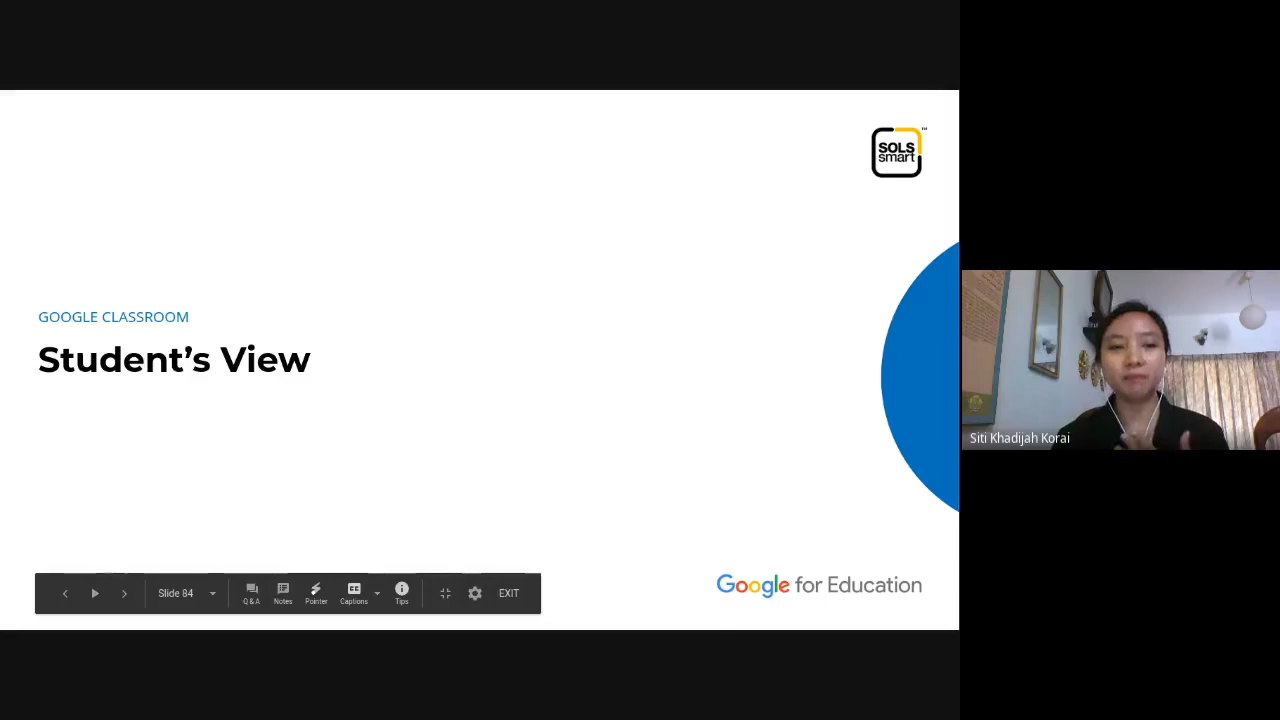 SOLS
smart
TM
GOOGLE CLASSROOM
Student’s View
Google for Education
Slide 84
Q & A
Notes
Pointer
Captions
Tips
EXIT
Siti Khadijah Korai